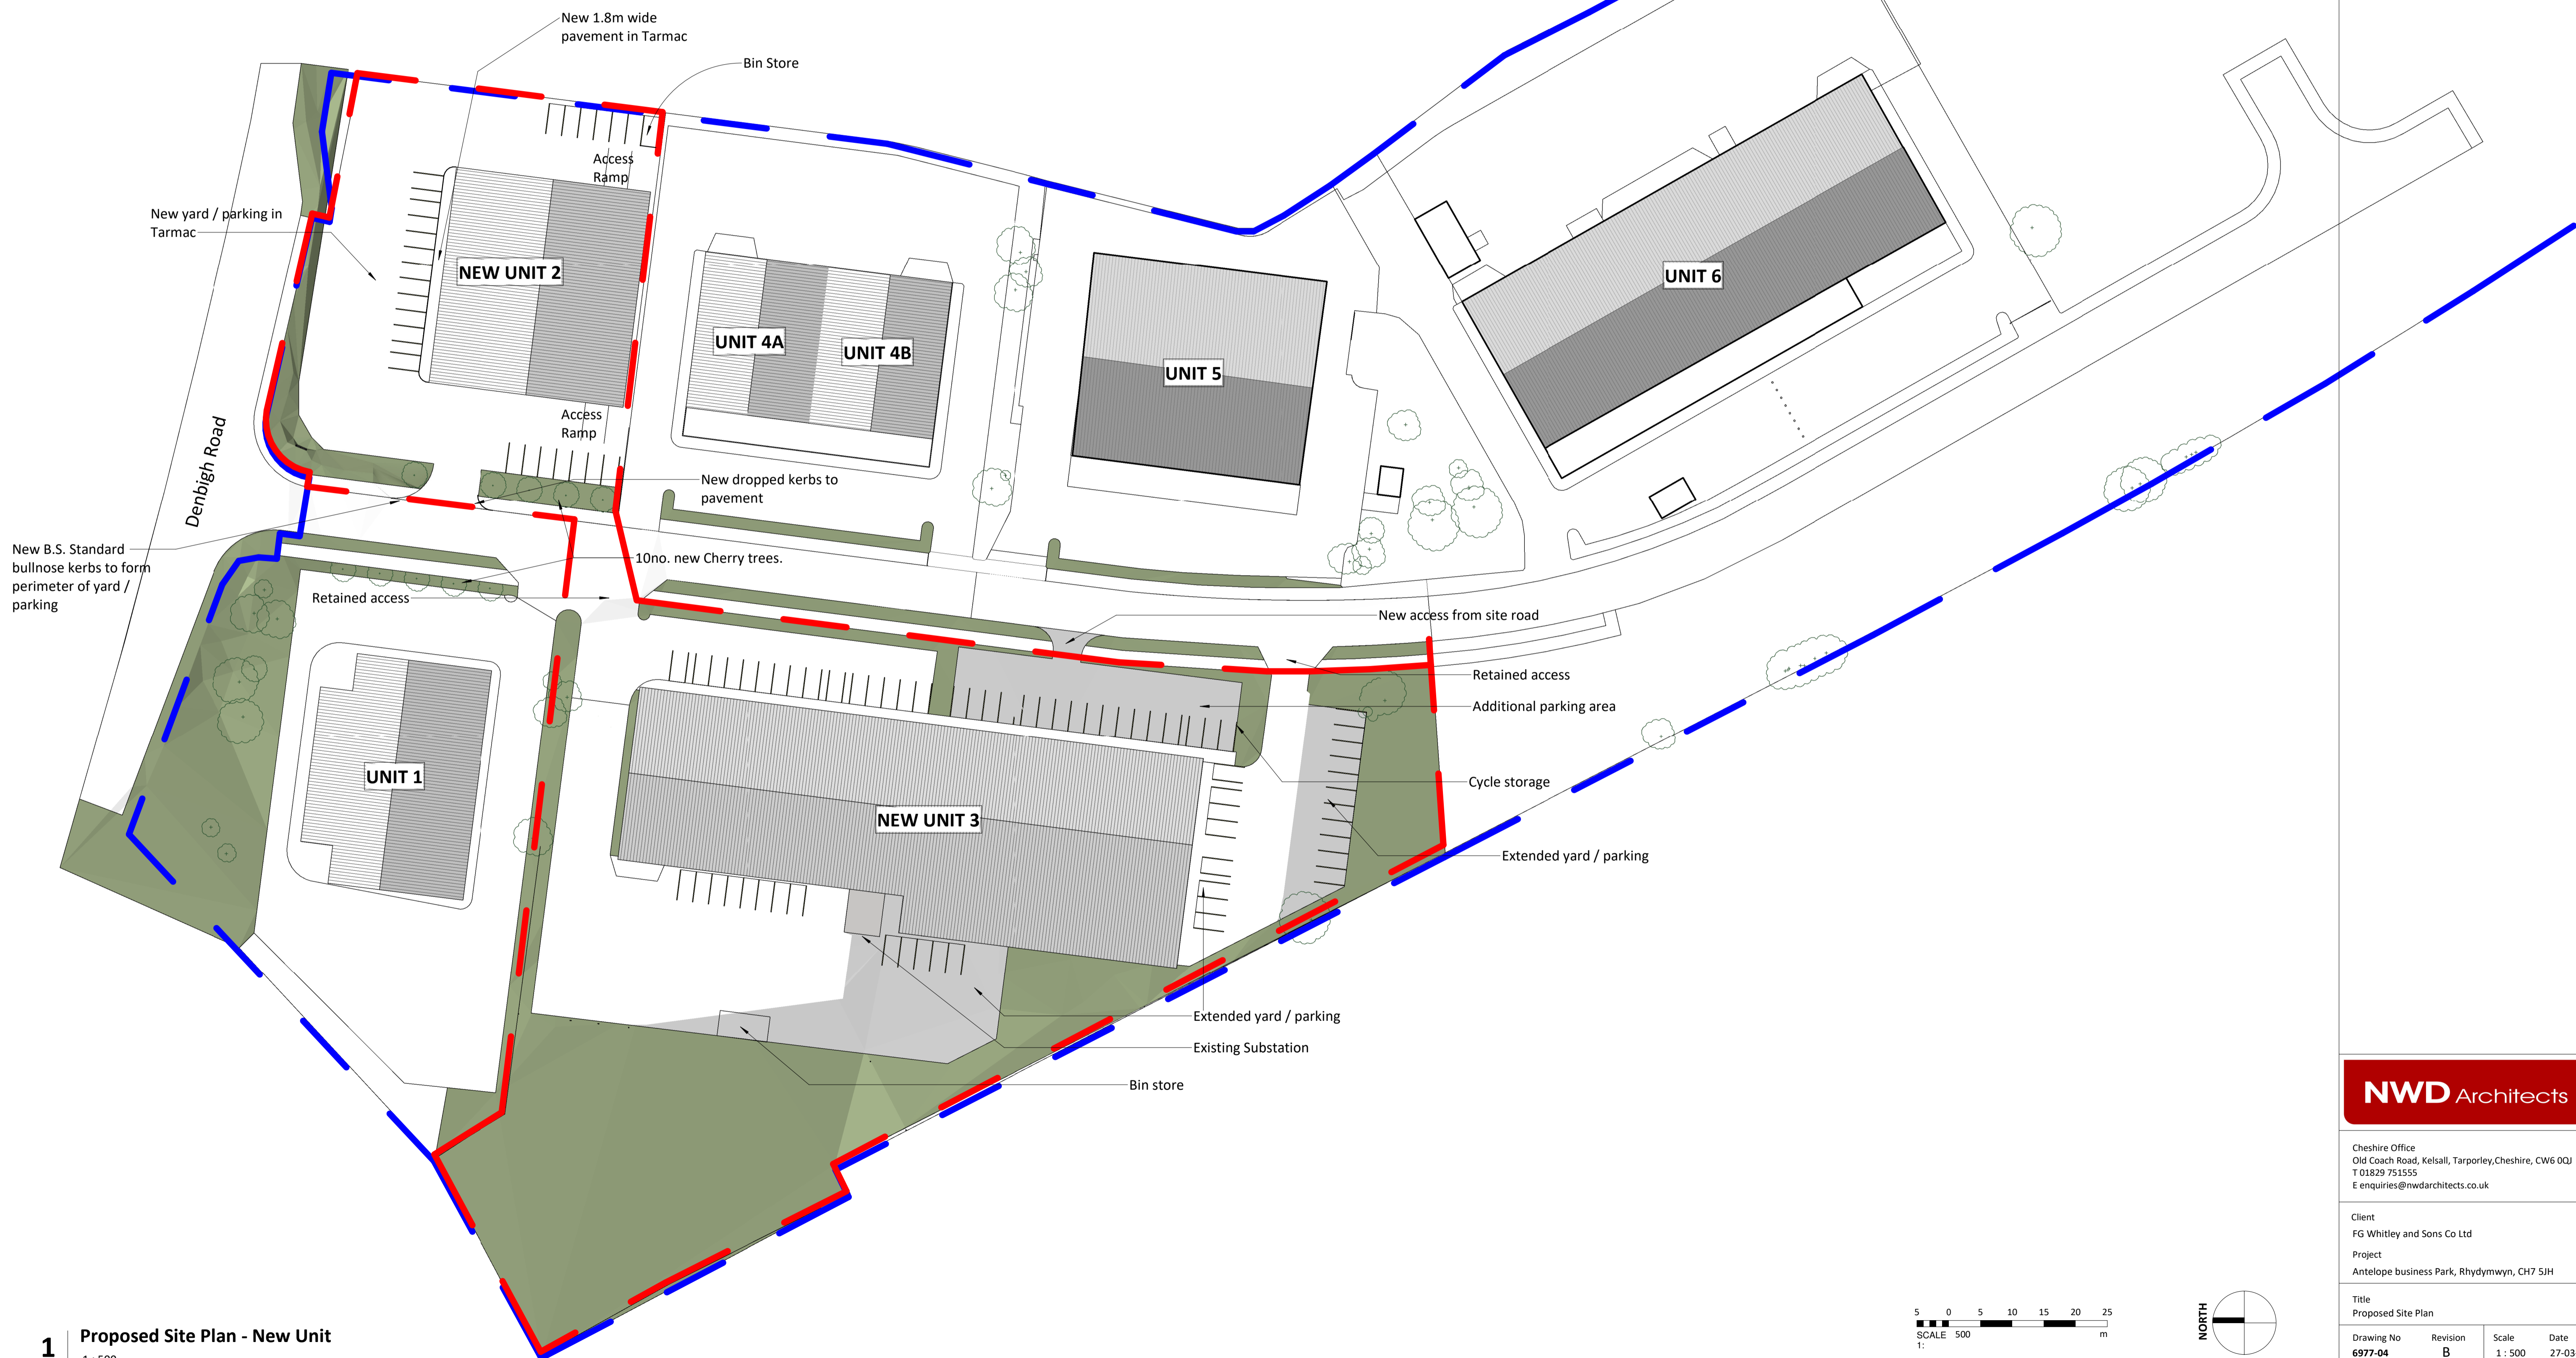 New 1.8m wide
pavement in Tarmac
Bin Store
Access
Ramp
New yard / parking in
Tarmac
NEW UNIT 2
UNIT 4A
UNIT 4B
UNIT 5
UNIT 6
Denbigh Road
Access
Ramp
New dropped kerbs to
pavement
New B.S. Standard
bullnose kerbs to form
perimeter of yard /
parking
10no. new Cherry trees.
Retained access
New access from site road
Retained access
Additional parking area
UNIT 1
NEW UNIT 3
Cycle storage
Extended yard / parking
Extended yard / parking
Existing Substation
Bin store
NWD Architects
Cheshire Office
Old Coach Road, Kelsall, Tarporley,Cheshire, CW6 0QJ
T 01829 751555
E enquiries@nwdarchitects.co.uk
Client
FG Whitley and Sons Co Ltd
Project
Antelope business Park, Rhydymwyn, CH7 5JH
Title
Proposed Site Plan
Drawing No Revision Scale Date
6977-04 B 1 : 500 27-03
5 0 5 10 15 20 25
SCALE 500 m
1:
NORTH
1 Proposed Site Plan - New Unit